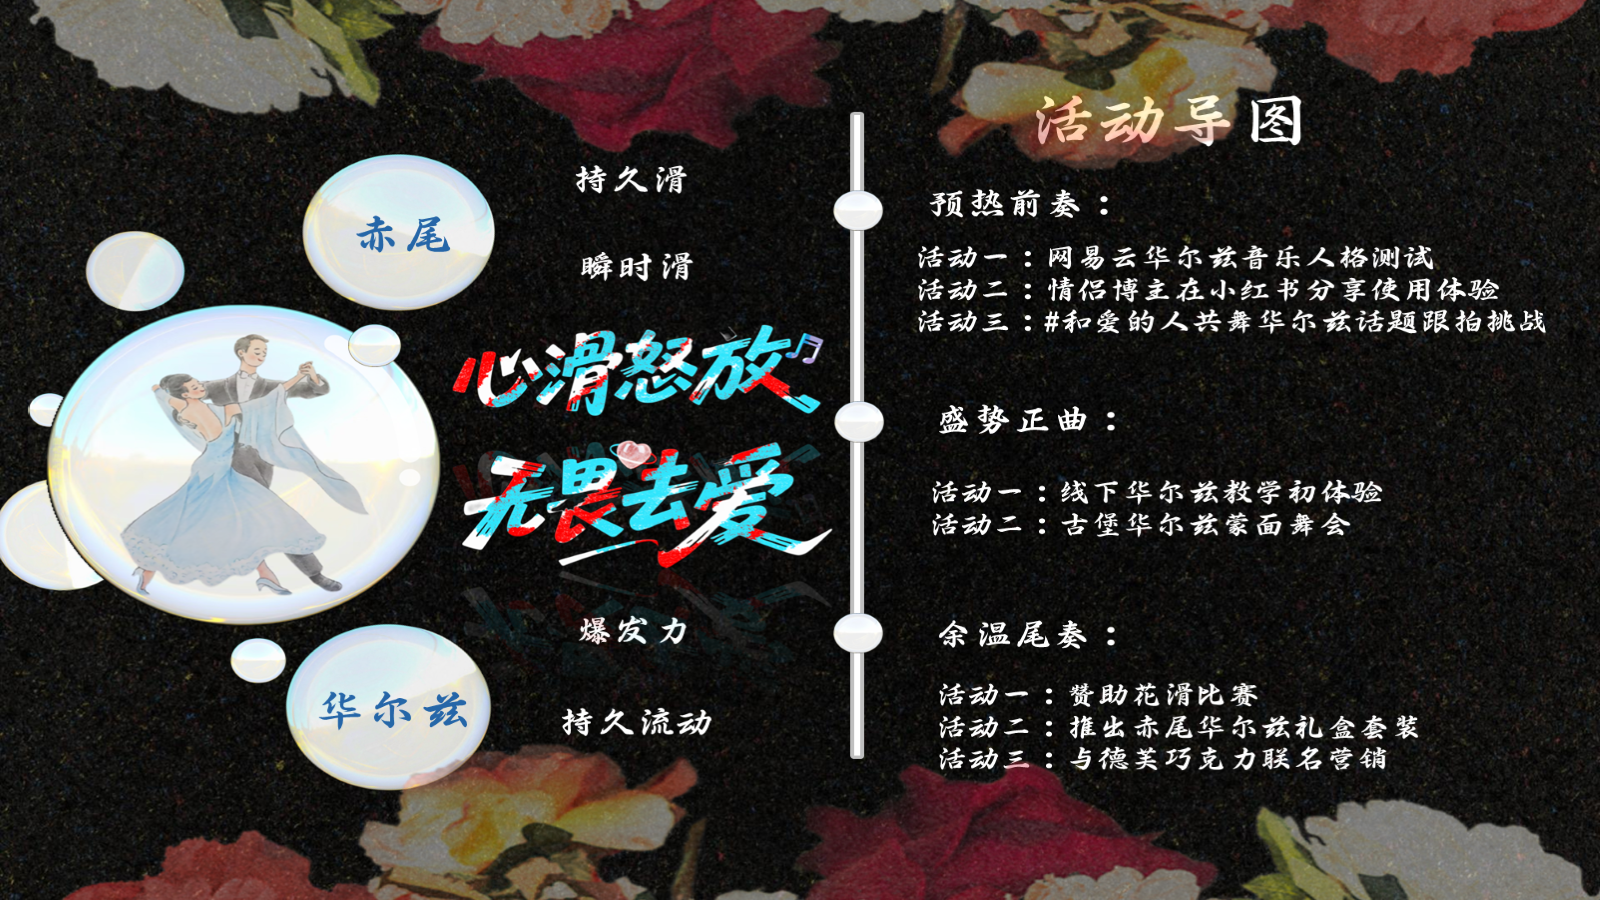 赤尾
华尔兹
持久滑
瞬时滑
心滑怒放
无畏去爱
爆发力
持久流动
活动导图
预热前奏：
活动一：网易云华尔兹音乐人格测试
活动二：情侣博主在小红书分享使用体验
活动三：#和爱的人共舞华尔兹话题跟拍挑战
盛势正曲：
活动一：线下华尔兹教学初体验
活动二：古堡华尔兹蒙面舞会
余温尾奏：
活动一：赞助花滑比赛
活动二：推出赤尾华尔兹礼盒套装
活动三：与德芙巧克力联名营销